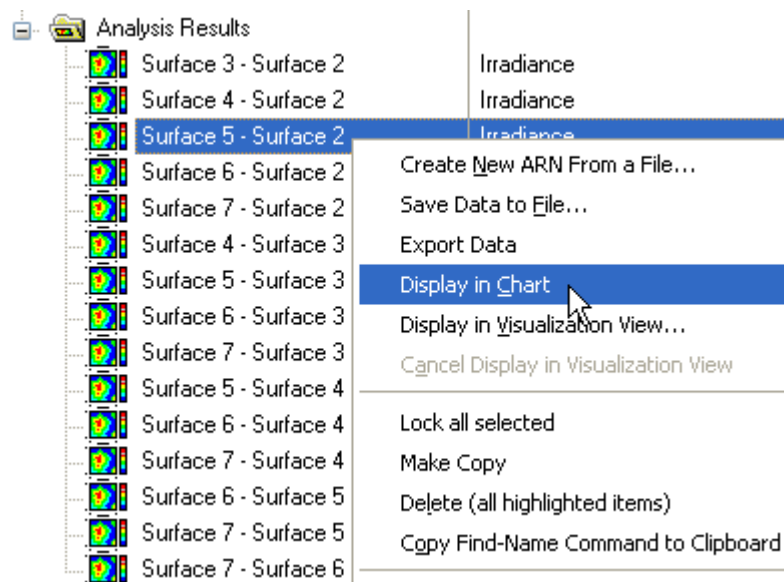 Analysis Results
Surface 3 - Surface 2 Irradiance
Surface 4 - Surface 2 Irradiance
Surface 5 - Surface 2 Irradiance
Surface 6 - Surface 2
Surface 7 - Surface 2
Surface 4 - Surface 3
Surface 5 - Surface 3
Surface 6 - Surface 3
Surface 7 - Surface 3
Surface 5 - Surface 4
Surface 6 - Surface 4
Surface 7 - Surface 4
Surface 6 - Surface 5
Surface 7 - Surface 5
Surface 7 - Surface 6
Create New ARN From a File...
Save Data to File...
Export Data
Display in Chart
Display in Visualization View...
Cancel Display in Visualization View
Lock all selected
Make Copy
Delete (all highlighted items)
Copy Find-Name Command to Clipboard